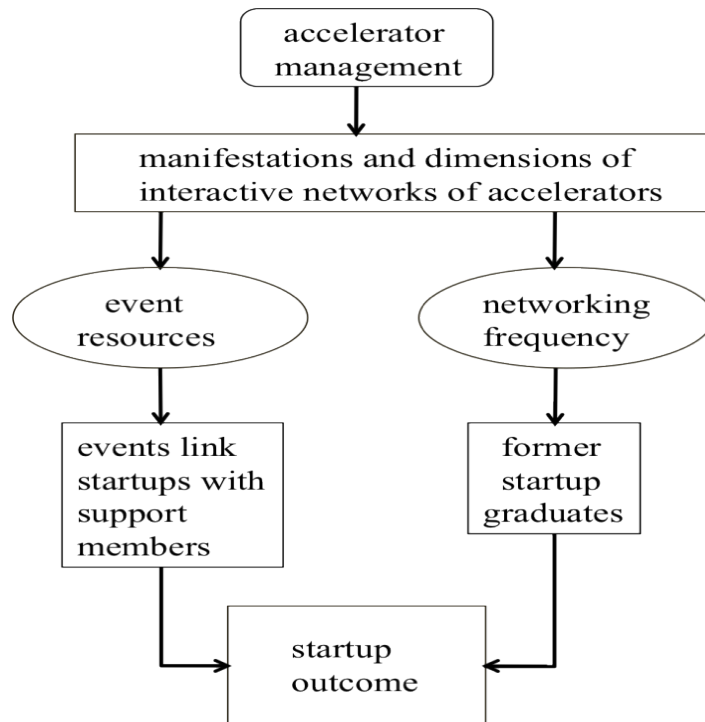 accelerator
management
manifestations and dimensions of
interactive networks of accelerators
event
resources
networking
frequency
events link
startups with
support
members
former
startup
graduates
startup
outcome